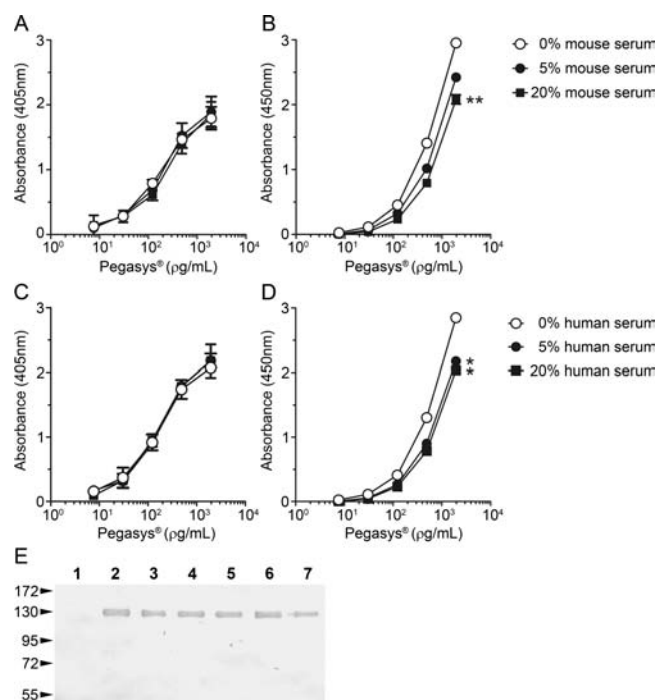 A
B
3
2
1
0
Absorbance (405nm)
10⁰ 10¹ 10² 10³ 10⁴
Pegasys® (ρg/mL)
3
2
1
0
Absorbance (450nm)
**
10⁰ 10¹ 10² 10³ 10⁴
Pegasys® (ρg/mL)
0% mouse serum
5% mouse serum
20% mouse serum
C
D
3
2
1
0
Absorbance (405nm)
10⁰ 10¹ 10² 10³ 10⁴
Pegasys® (ρg/mL)
3
2
1
0
Absorbance (450nm)
*
*
10⁰ 10¹ 10² 10³ 10⁴
Pegasys® (ρg/mL)
0% human serum
5% human serum
20% human serum
E
1 2 3 4 5 6 7
172
130
95
72
55